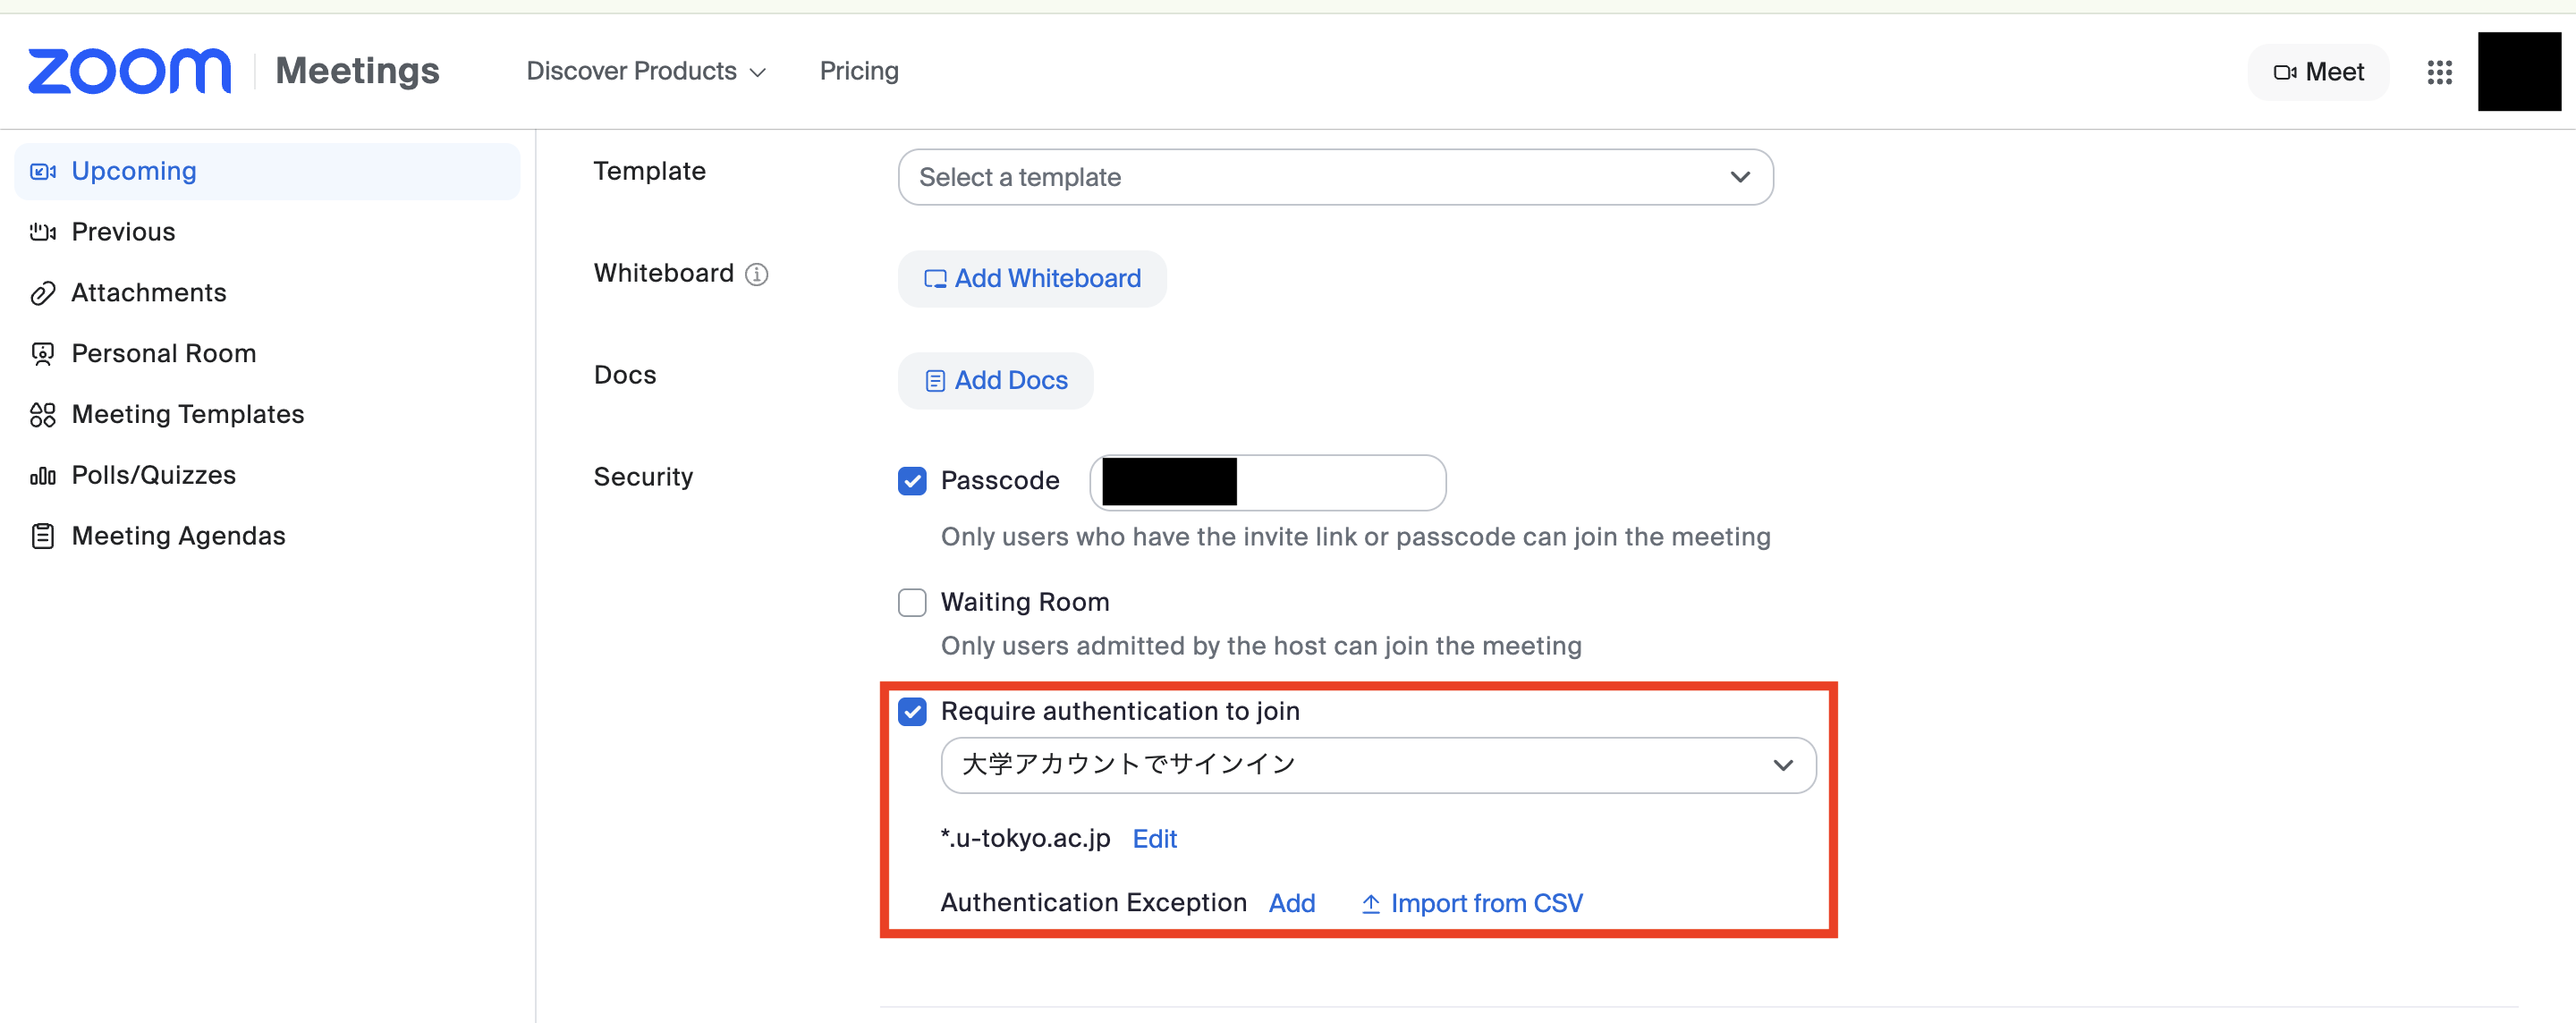 zoom Meetings Discover Products Pricing Meet
Upcoming
Previous
Attachments
Personal Room
Meeting Templates
Polls/Quizzes
Meeting Agendas
Template Select a template
Whiteboard Add Whiteboard
Docs Add Docs
Security Passcode
Only users who have the invite link or passcode can join the meeting
Waiting Room
Only users admitted by the host can join the meeting
Require authentication to join
大学アカウントでサインイン
*.u-tokyo.ac.jp Edit
Authentication Exception Add Import from CSV